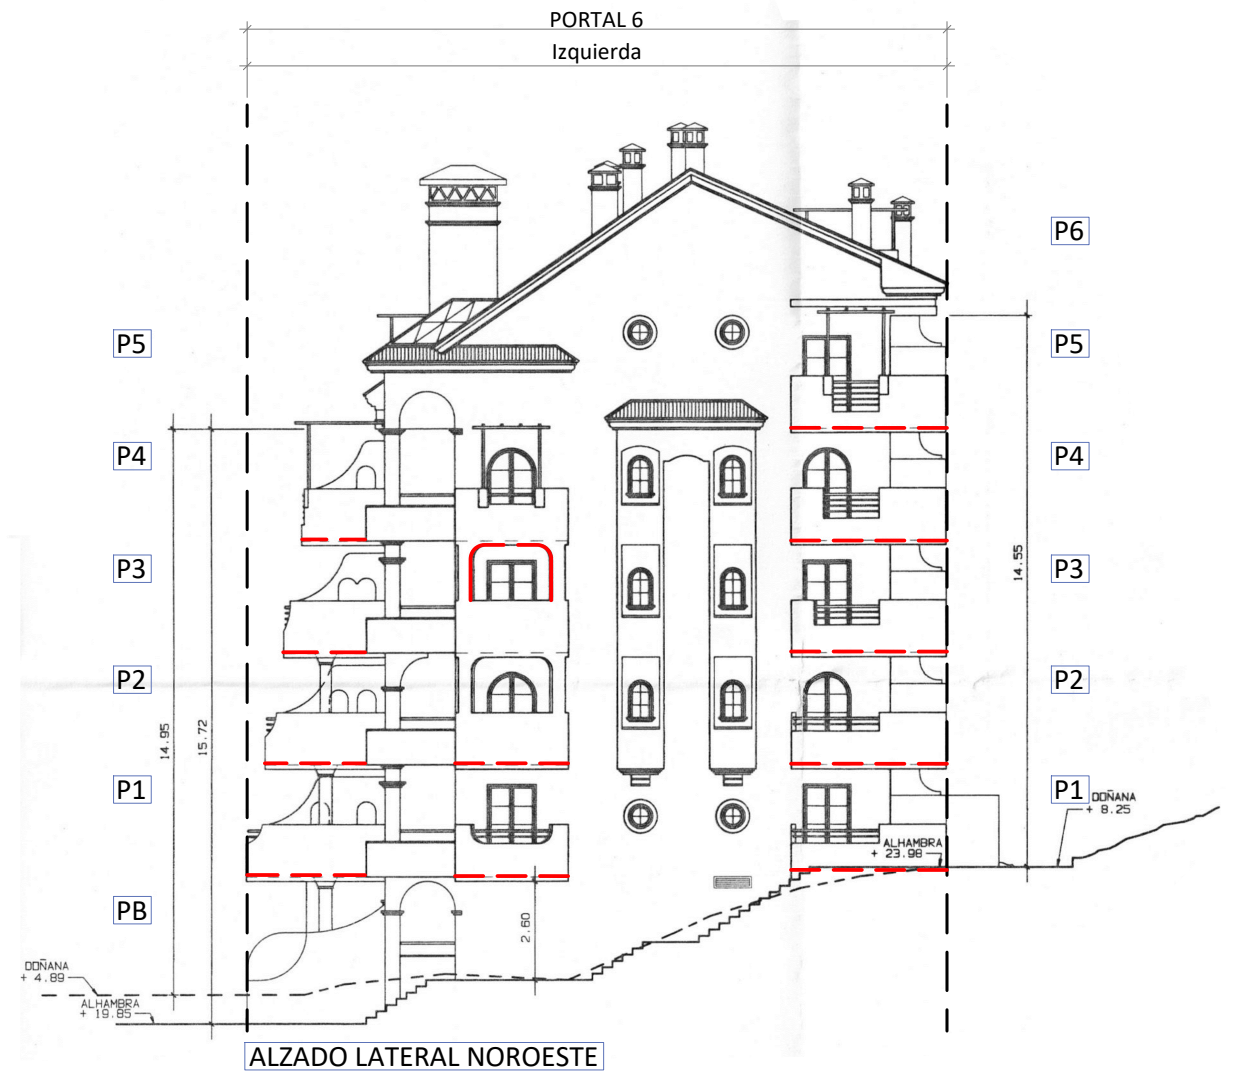 PORTAL 6
Izquierda
P6
P5
P5
P4
P4
P3
P3
14.55
P2
P2
14.95
15.72
P1
P1
DOÑANA
+ 8.25
ALHAMBRA
+ 23.98
PB
2.60
DOÑANA
+ 4.89
ALHAMBRA
+ 19.85
ALZADO LATERAL NOROESTE